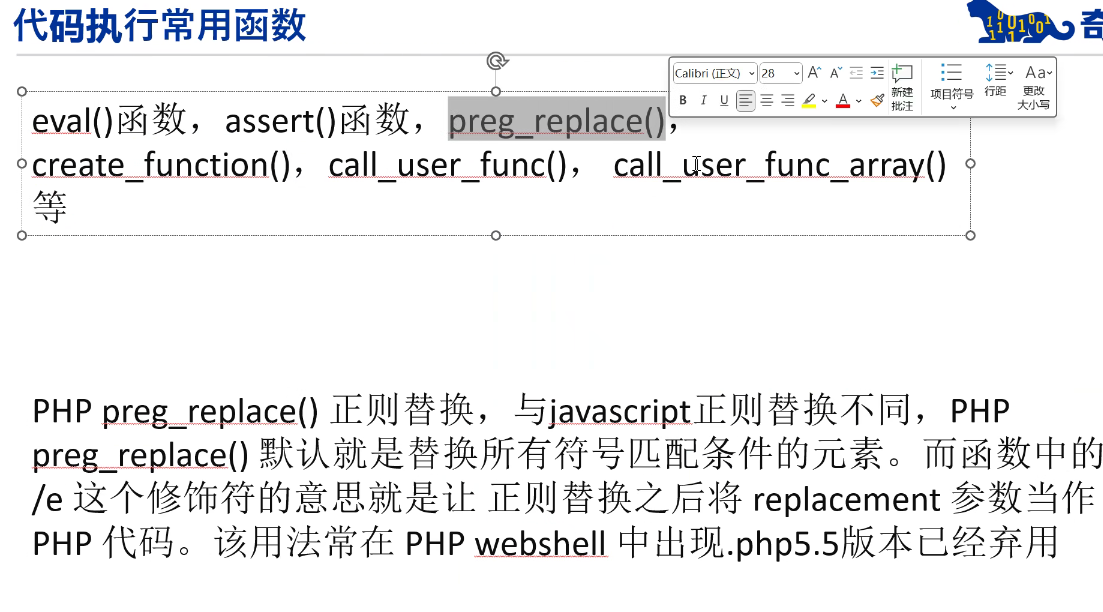 代码执行常用函数
奇
Calibri (正文) 28 A A 新建批注 项目符号 行距 Aa 更改大小写
B I U A
eval()函数，assert()函数，preg_replace()，
create_function()，call_user_func()， call_user_func_array()
等
PHP preg_replace() 正则替换，与javascript正则替换不同，PHP
preg_replace() 默认就是替换所有符号匹配条件的元素。而函数中的
/e 这个修饰符的意思就是让 正则替换之后将 replacement 参数当作
PHP 代码。该用法常在 PHP webshell 中出现.php5.5版本已经弃用